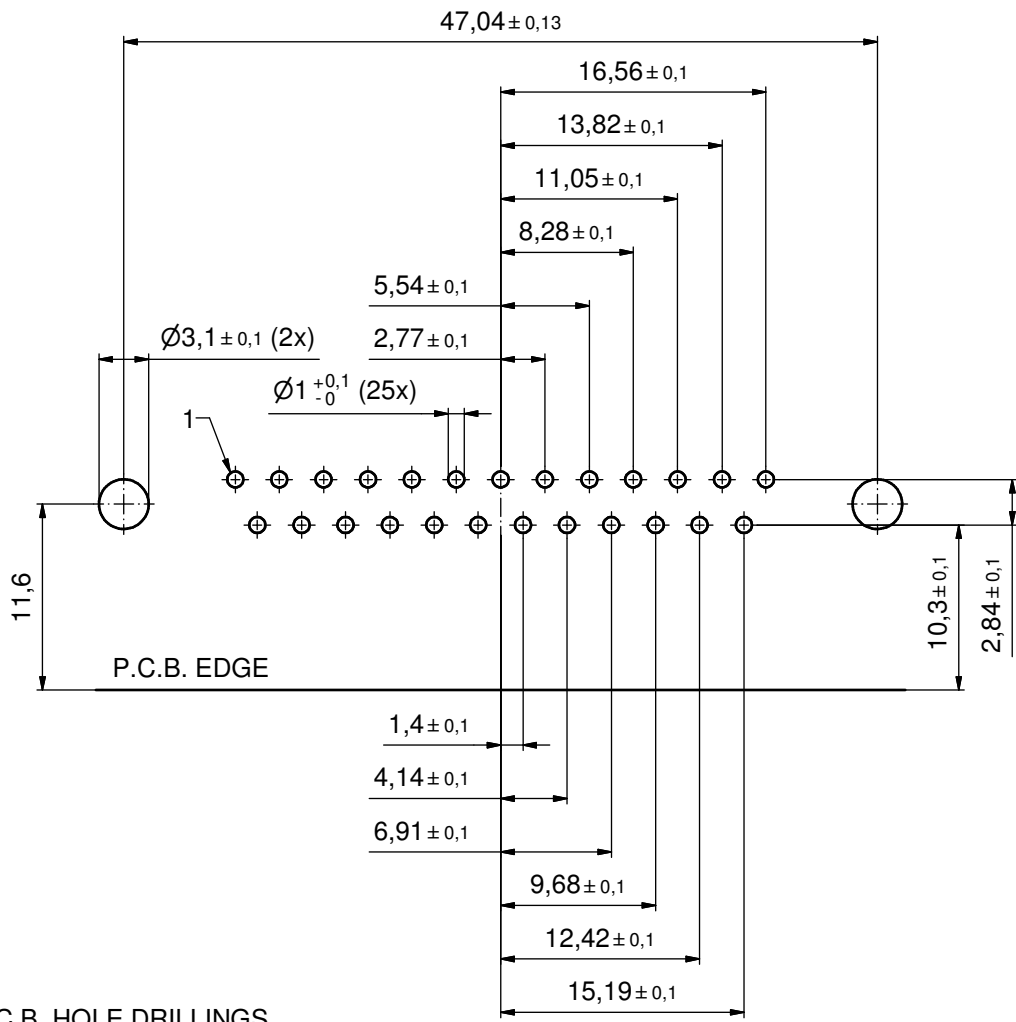 47,04 ± 0,13
16,56 ± 0,1
13,82 ± 0,1
11,05 ± 0,1
8,28 ± 0,1
5,54 ± 0,1
Ø3,1 ± 0,1 (2x)
2,77 ± 0,1
Ø1 +0,1 -0 (25x)
1
11,6
10,3 ± 0,1
2,84 ± 0,1
P.C.B. EDGE
1,4 ± 0,1
4,14 ± 0,1
6,91 ± 0,1
9,68 ± 0,1
12,42 ± 0,1
15,19 ± 0,1